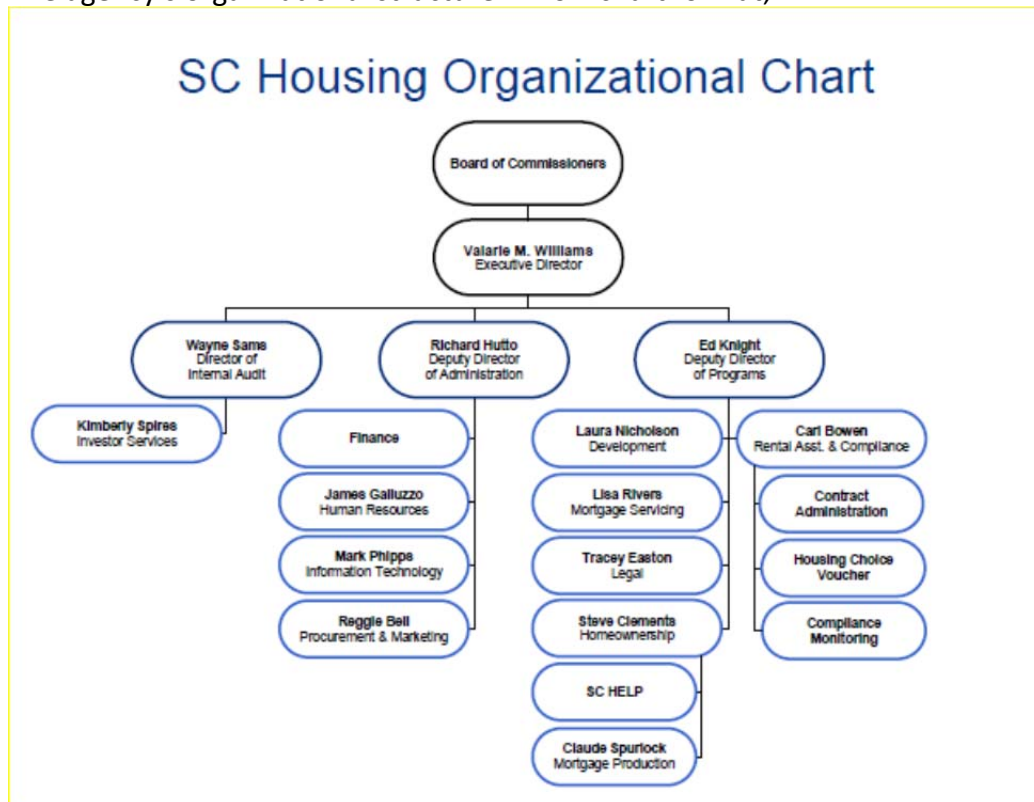 SC Housing Organizational Chart
Board of Commissioners
Valarie M. Williams
Executive Director
Wayne Sams
Director of
Internal Audit
Richard Hutto
Deputy Director
of Administration
Ed Knight
Deputy Director
of Programs
Kimberly Spires
Investor Services
Finance
James Galluzzo
Human Resources
Mark Phipps
Information Technology
Reggie Bell
Procurement & Marketing
Laura Nicholson
Development
Lisa Rivers
Mortgage Servicing
Tracey Easton
Legal
Steve Clements
Homeownership
SC HELP
Claude Spurlock
Mortgage Production
Carl Bowen
Rental Asst. & Compliance
Contract
Administration
Housing Choice
Voucher
Compliance
Monitoring